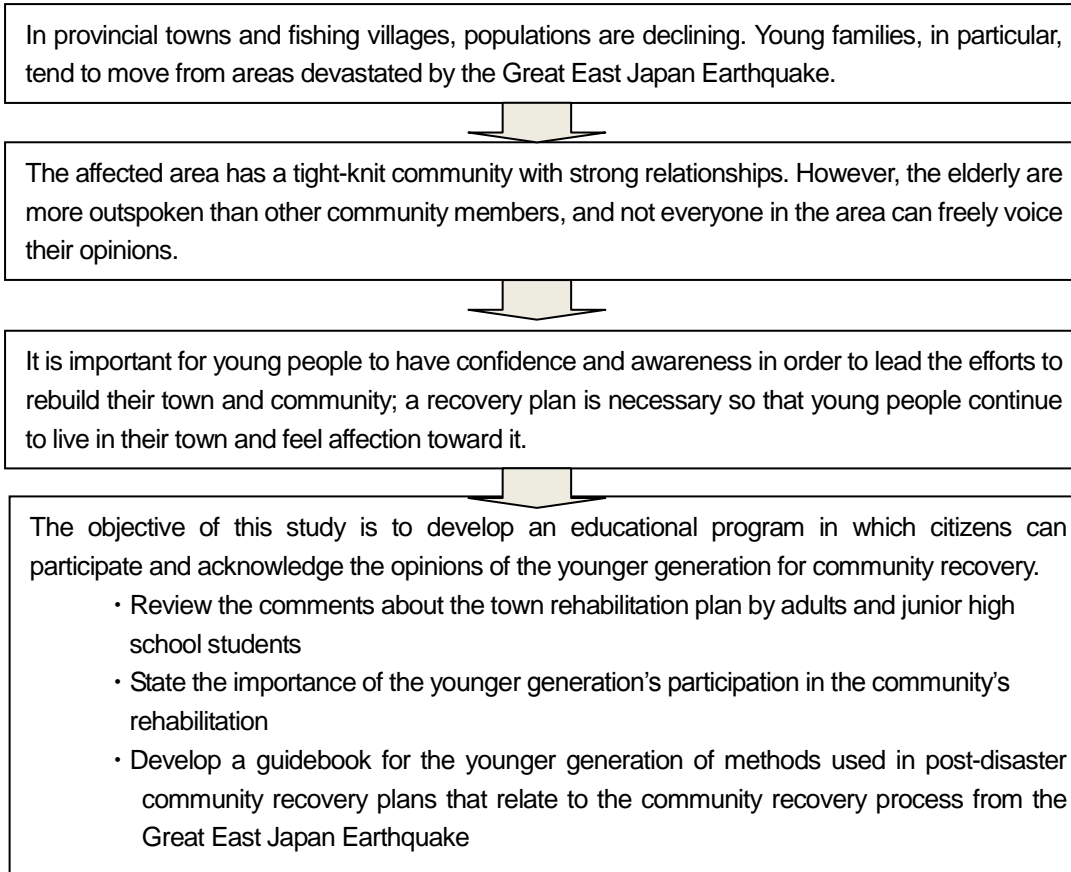 In provincial towns and fishing villages, populations are declining. Young families, in particular,
tend to move from areas devastated by the Great East Japan Earthquake.
The affected area has a tight-knit community with strong relationships. However, the elderly are
more outspoken than other community members, and not everyone in the area can freely voice
their opinions.
It is important for young people to have confidence and awareness in order to lead the efforts to
rebuild their town and community; a recovery plan is necessary so that young people continue
to live in their town and feel affection toward it.
The objective of this study is to develop an educational program in which citizens can
participate and acknowledge the opinions of the younger generation for community recovery.
・Review the comments about the town rehabilitation plan by adults and junior high
school students
・State the importance of the younger generation’s participation in the community’s
rehabilitation
・Develop a guidebook for the younger generation of methods used in post-disaster
community recovery plans that relate to the community recovery process from the
Great East Japan Earthquake